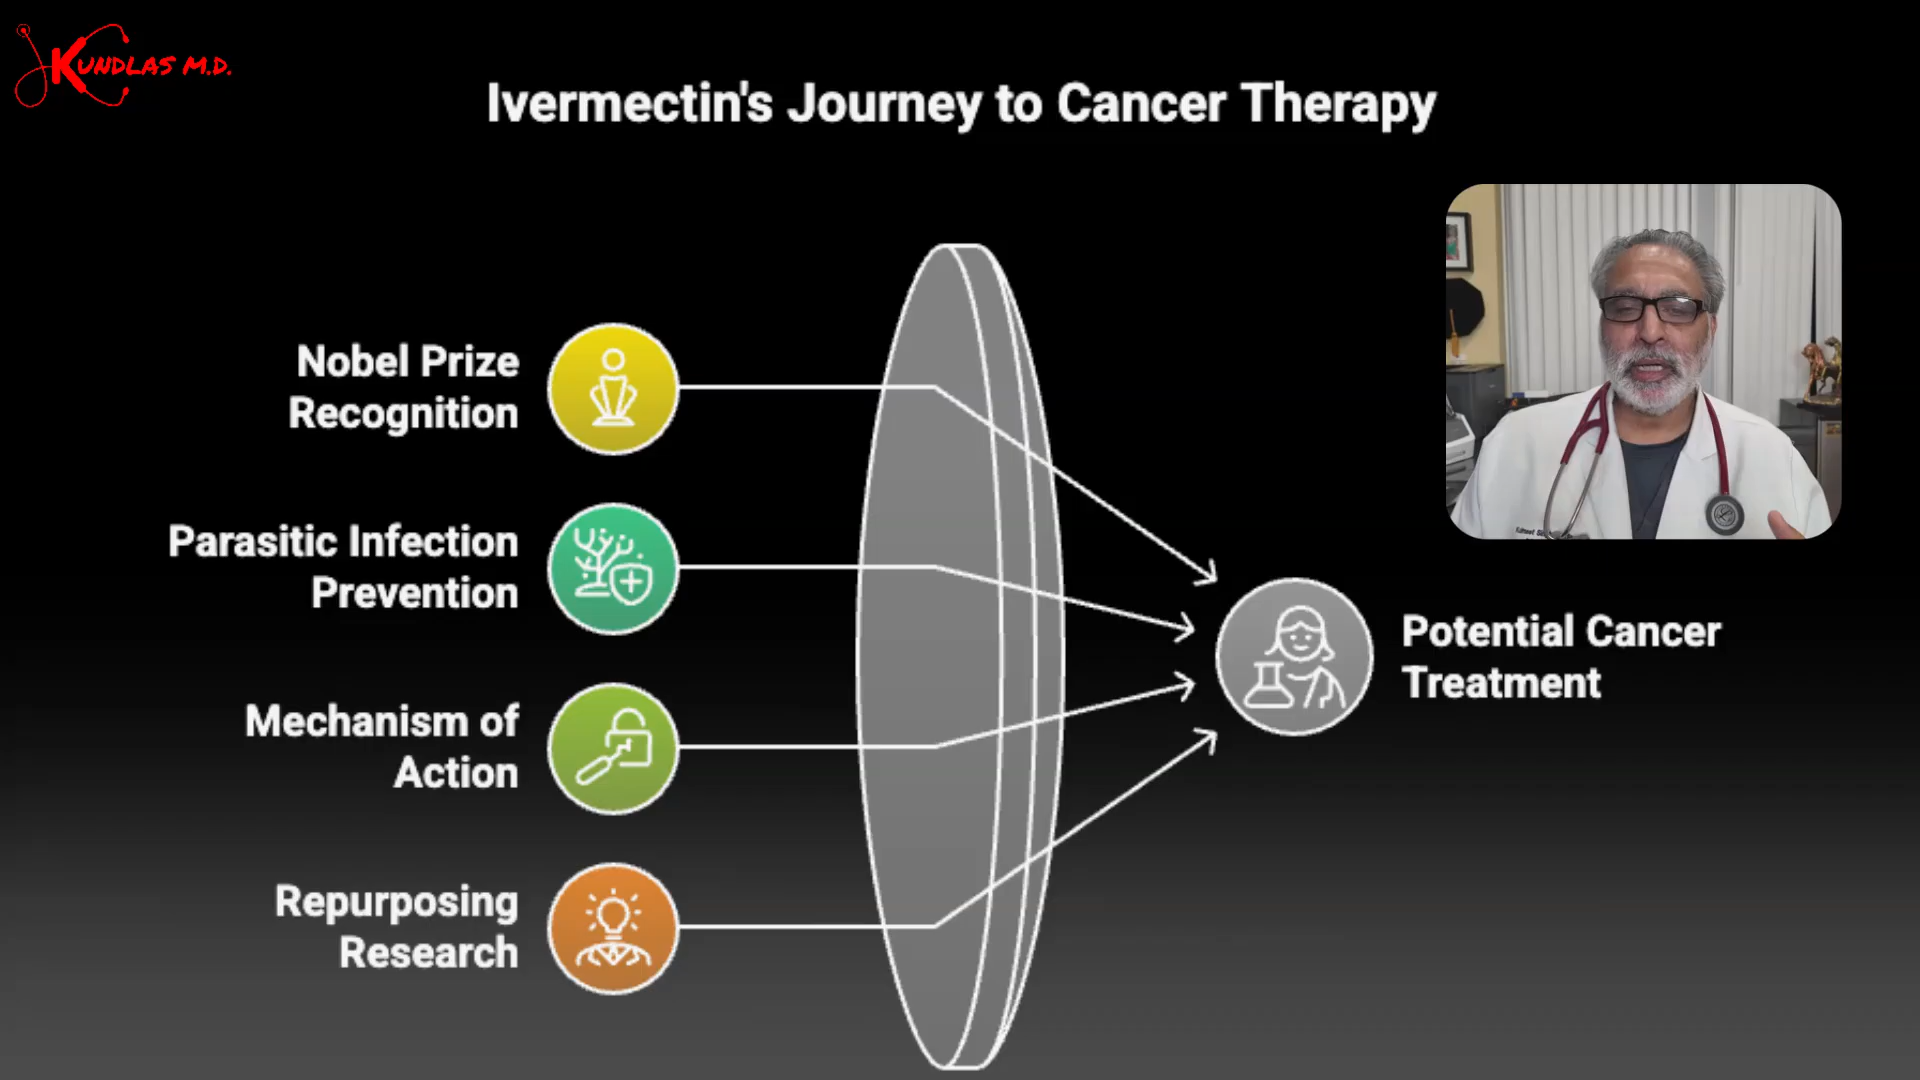 KUNDLAS M.D.
Ivermectin's Journey to Cancer Therapy
Nobel Prize
Recognition
Parasitic Infection
Prevention
Mechanism of
Action
Repurposing
Research
Potential Cancer
Treatment